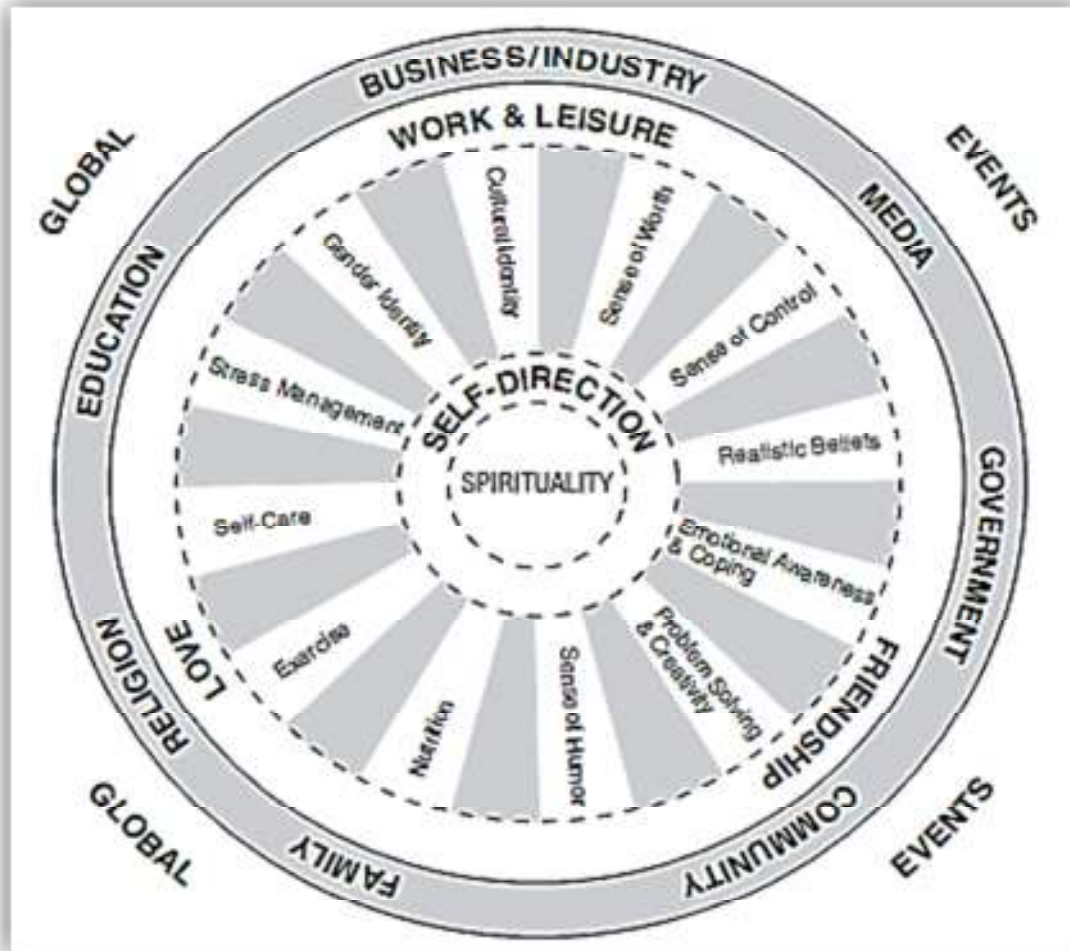 GLOBAL
EVENTS
BUSINESS/INDUSTRY
MEDIA
GOVERNMENT
COMMUNITY
FAMILY
RELIGION
EDUCATION
WORK & LEISURE
FRIENDSHIP
LOVE
Cultural Identity
Sense of Worth
Sense of Control
Realistic Beliefs
Emotional Awareness
& Coping
Problem Solving
& Creativity
Sense of Humor
Nutrition
Exercise
Self-Care
Stress Management
Gender Identity
SELF-DIRECTION
SPIRITUALITY
GLOBAL
EVENTS